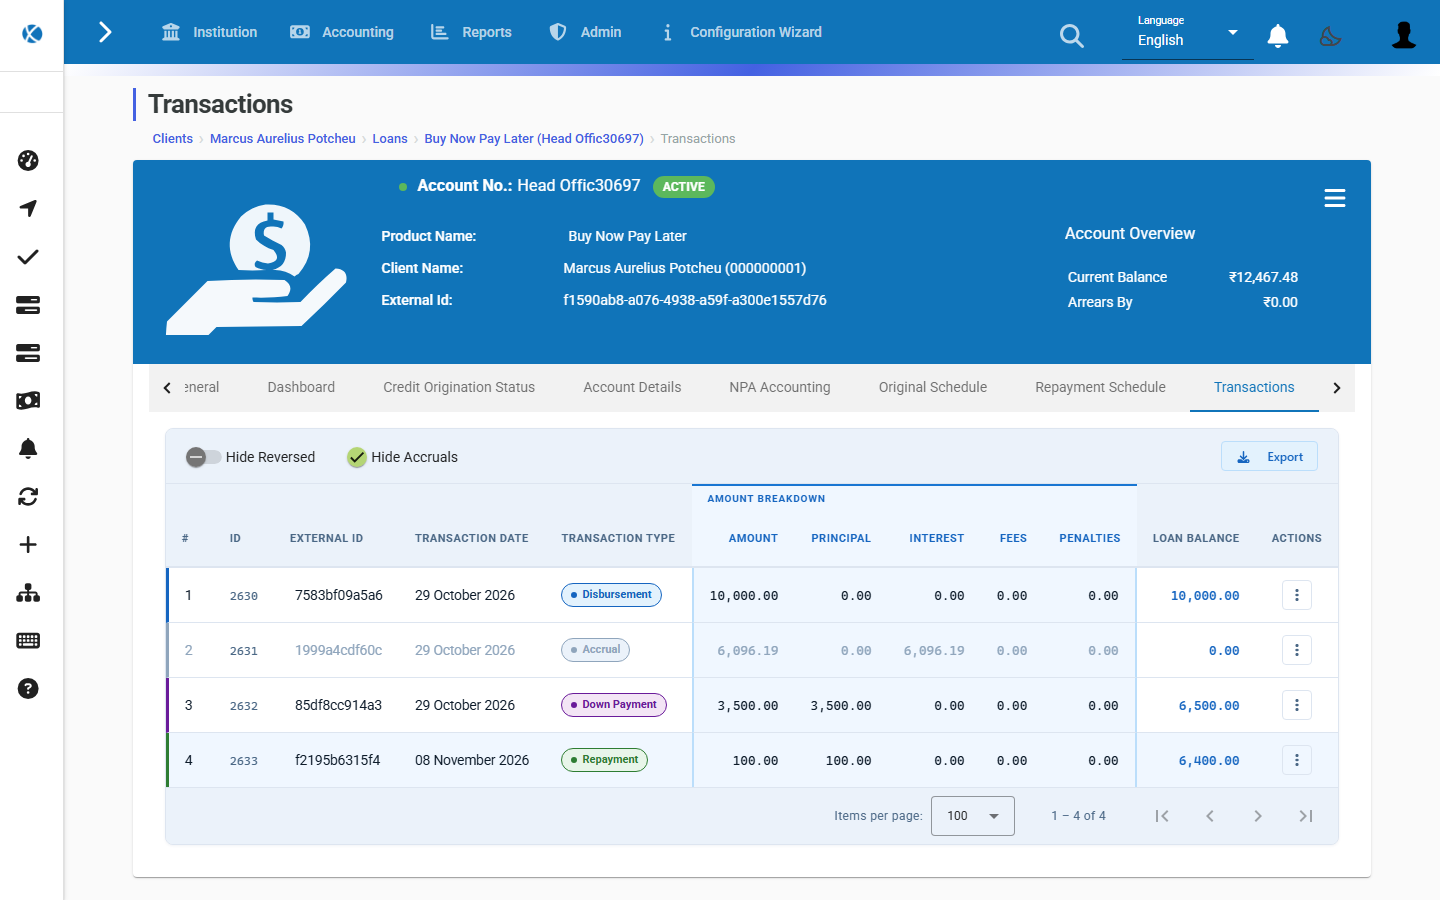 Institution
Accounting
Reports
Admin
Configuration Wizard
Language
English
Transactions
Clients › Marcus Aurelius Potcheu › Loans › Buy Now Pay Later (Head Offic30697) › Transactions
Account No.: Head Offic30697 ACTIVE
Product Name: Buy Now Pay Later
Client Name: Marcus Aurelius Potcheu (000000001)
External Id: f1590ab8-a076-4938-a59f-a300e1557d76
Account Overview
Current Balance ₹12,467.48
Arrears By ₹0.00
eneral Dashboard Credit Origination Status Account Details NPA Accounting Original Schedule Repayment Schedule Transactions
Hide Reversed Hide Accruals Export
AMOUNT BREAKDOWN
# ID EXTERNAL ID TRANSACTION DATE TRANSACTION TYPE AMOUNT PRINCIPAL INTEREST FEES PENALTIES LOAN BALANCE ACTIONS
1 2630 7583bf09a5a6 29 October 2026 Disbursement 10,000.00 0.00 0.00 0.00 0.00 10,000.00
2 2631 1999a4cdf60c 29 October 2026 Accrual 6,096.19 0.00 6,096.19 0.00 0.00 0.00
3 2632 85df8cc914a3 29 October 2026 Down Payment 3,500.00 3,500.00 0.00 0.00 0.00 6,500.00
4 2633 f2195b6315f4 08 November 2026 Repayment 100.00 100.00 0.00 0.00 0.00 6,400.00
Items per page: 100 1 – 4 of 4